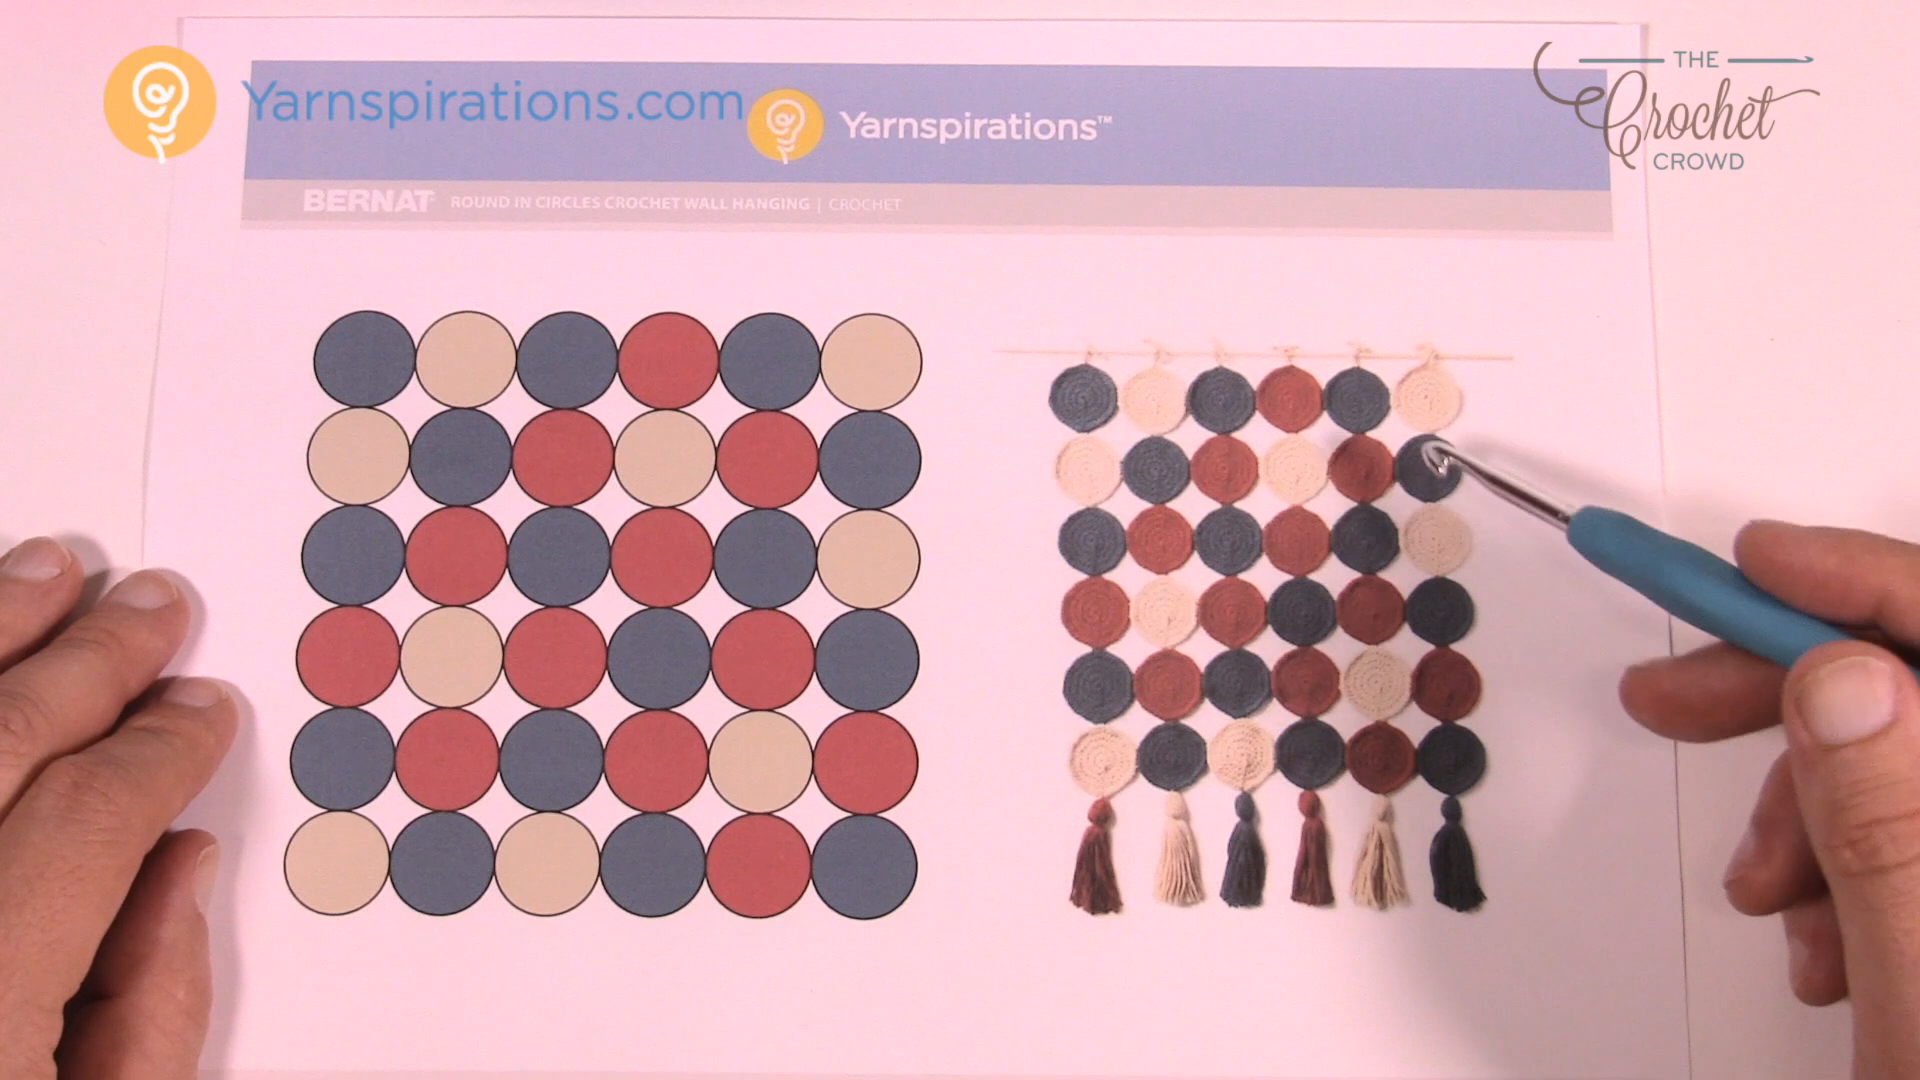 Yarnspirations.com
Yarnspirations™
THE
Crochet
CROWD
BERNAT ROUND IN CIRCLES CROCHET WALL HANGING | CROCHET